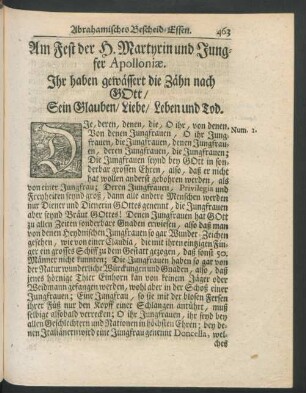 Abrahamisches Bescheid-Essen. 463
Am Fest der H. Martyrin und Jung-
fer Apolloniæ.
Ihr haben gewässert die Zähn nach
GOtt/
Sein Glauben/ Liebe/ Leben und Tod.
DIe, deren, denen, die, O ihr, von denen.
Von denen Jungfrauen, O ihr Jung- Num. 1.
frauen, die Jungfrauen, denen Jungfrau-
en, deren Jungfrauen, die Jungfrauen;
Die Jungfrauen seynd bey GOtt in son-
derbar grossen Ehren, also, daß er nicht
hat wollen anderst gebohren werden, als
von einer Jungfrau; Deren Jungfrauen, Privilegia und
Freyheiten seynd groß, dann alle andere Menschen werden
nur Diener und Dienerin GOttes genennt, die Jungfrauen
aber seynd Bräut GOttes! Denen Jungfrauen hat GOtt
zu allen Zeiten sonderbare Gnaden erwiesen, also daß man
von denen Heydnischen Jungfrauen so gar Wunder-Zeichen
gesehen, wie von einer Claudia, die mit ihren eintzigen Fin-
ger ein grosses Schiff zu dem Gestatt gezogen, daß sonst 50.
Männer nicht kunnten; Die Jungfrauen haben so gar von
der Natur wunderliche Würckungen und Gnaden, also, daß
jenes hörnige Thier Einhorn kan von keinem Jäger oder
Weidmann gefangen werden, wohl aber in der Schoß einer
Jungfrauen; Eine Jungfrau, so sie mit der blossen Fersen
ihrer Füß nur den Kopff einer Schlangen anrühret, muß
selbige alsobald verrecken; O ihr Jungfrauen, ihr seyd bey
allen Geschlechtern und Nationen in höchsten Ehren; bey de-
nen Italiänern wird eine Jungfrau genennt Doncella, wel-
ches